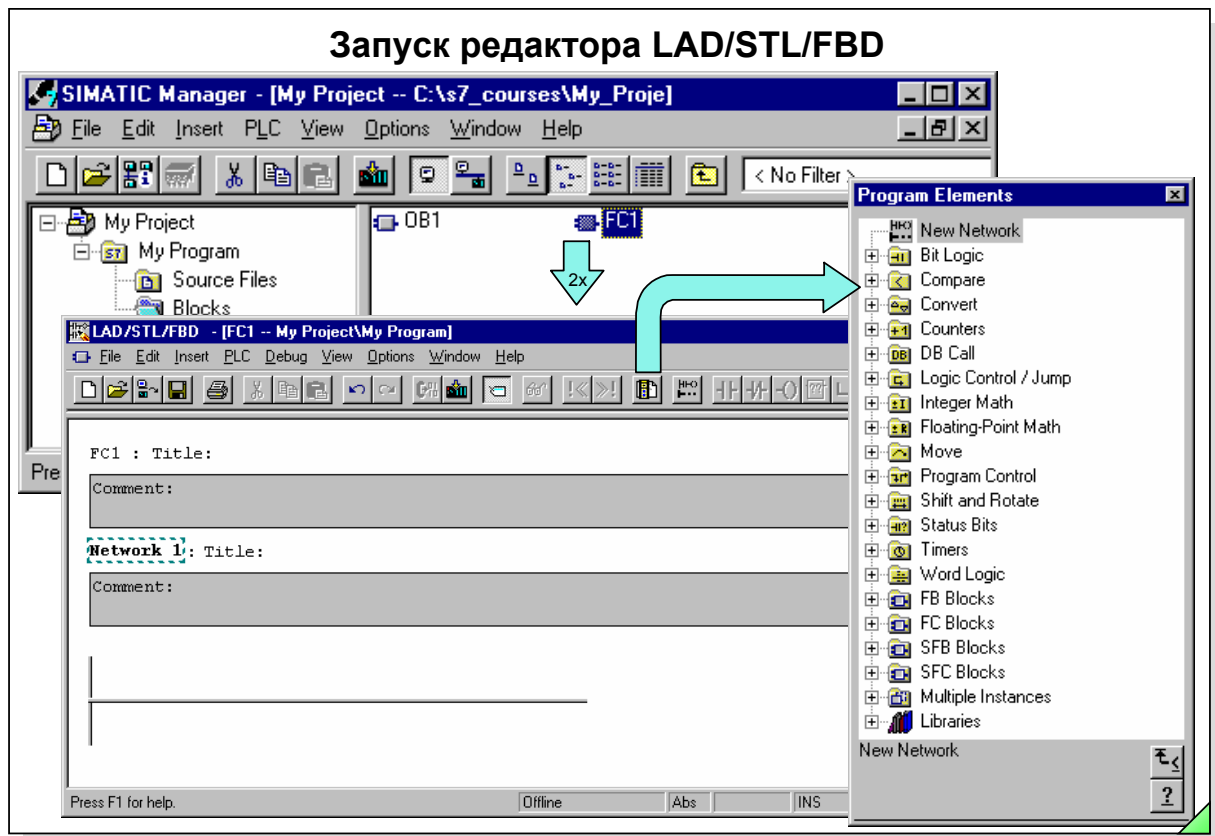 Запуск редактора LAD/STL/FBD
SIMATIC Manager - [My Project -- C:\s7_courses\My_Proje]
File Edit Insert PLC View Options Window Help
< No Filter >
My Project
My Program
Source Files
Blocks
OB1 FC1
2x
LAD/STL/FBD - [FC1 -- My Project\My Program]
File Edit Insert PLC Debug View Options Window Help
FC1 : Title:
Comment:
Network 1: Title:
Comment:
Pre
Press F1 for help. Offline Abs INS
Program Elements
New Network
Bit Logic
Compare
Convert
Counters
DB Call
Logic Control / Jump
Integer Math
Floating-Point Math
Move
Program Control
Shift and Rotate
Status Bits
Timers
Word Logic
FB Blocks
FC Blocks
SFB Blocks
SFC Blocks
Multiple Instances
Libraries
New Network